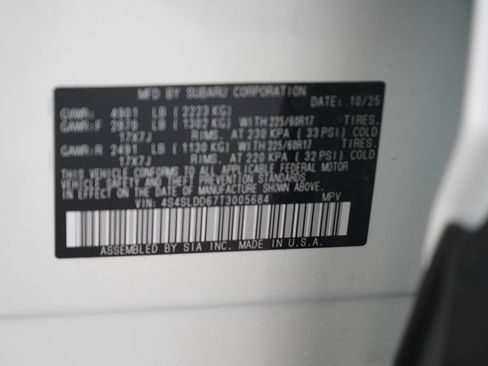 MFD BY SUBARU CORPORATION
DATE: 10/25
GVWR: 4901 LB (2223 KG)
GAWR:F 2870 LB (1302 KG) WITH 225/60R17 TIRES.
17X7J RIMS. AT 230 KPA (33 PSI) COLD
GAWR:R 2491 LB (1130 KG) WITH 225/60R17 TIRES.
17X7J RIMS. AT 220 KPA (32 PSI) COLD
THIS VEHICLE CONFORMS TO ALL APPLICABLE FEDERAL MOTOR
VEHICLE SAFETY AND THEFT PREVENTION STANDARDS
IN EFFECT ON THE DATE OF MANUFACTURE SHOWN ABOVE.
VIN: 4S4SLDD67T3005684 MPV
ASSEMBLED BY SIA INC. MADE IN U.S.A.